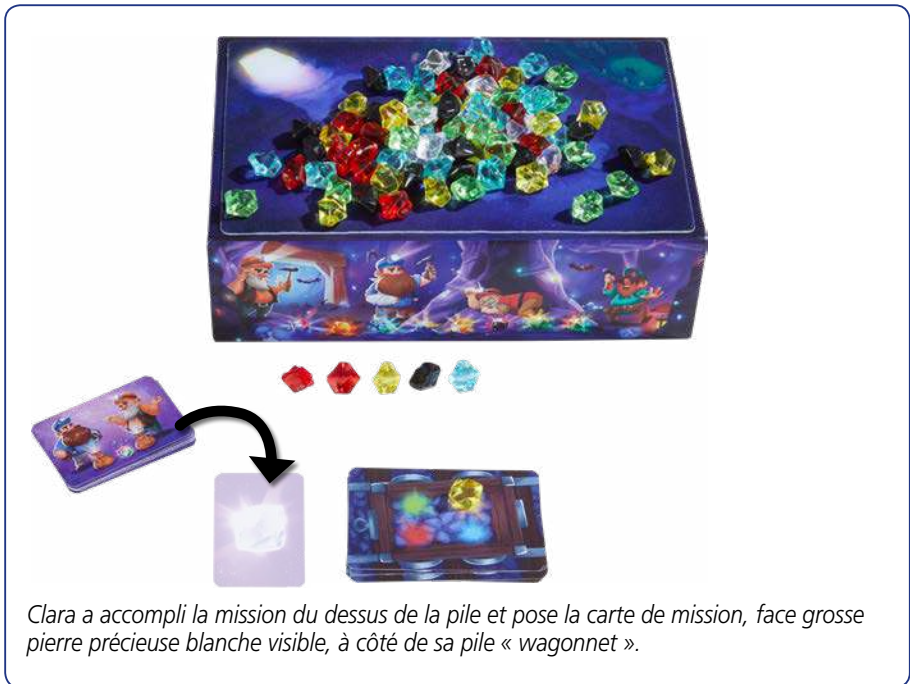 Clara a accompli la mission du dessus de la pile et pose la carte de mission, face grosse
pierre précieuse blanche visible, à côté de sa pile « wagonnet ».